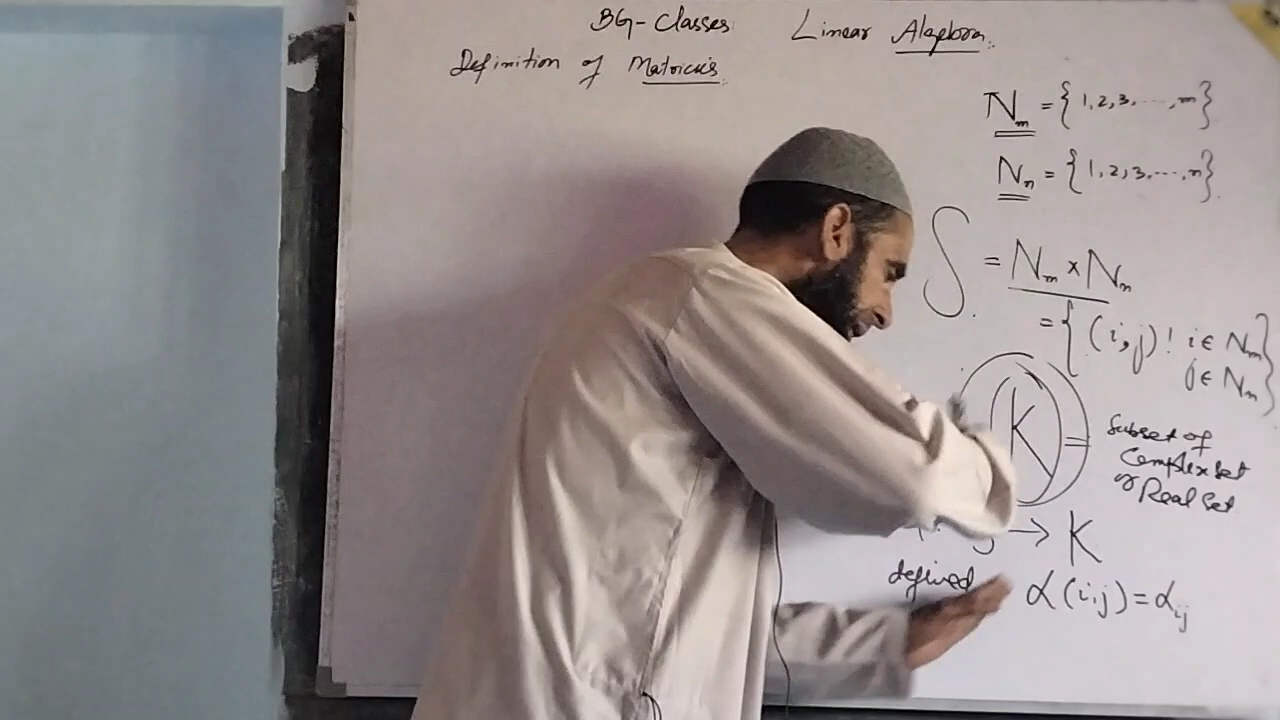 BG-Classes: Linear Algebra:
Definition of Matrices.
N_m = { 1, 2, 3, ...., m }
N_n = { 1, 2, 3, ...., n }
S = N_m × N_n
= { (i, j) ! i ∈ N_m
j ∈ N_n }
K = Subset of
Complex set
or Real Set
→ K
defined α(i,j) = α_ij